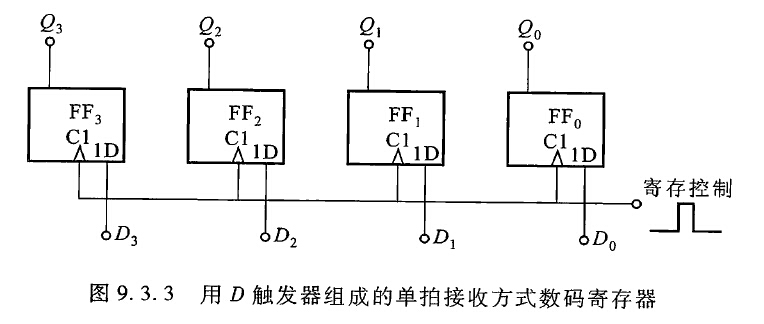 Q3 Q2 Q1 Q0
FF3 FF2 FF1 FF0
C1 C1 C1 C1
1D 1D 1D 1D
寄存控制
D3 D2 D1 D0
图 9.3.3 用 D 触发器组成的单拍接收方式数码寄存器